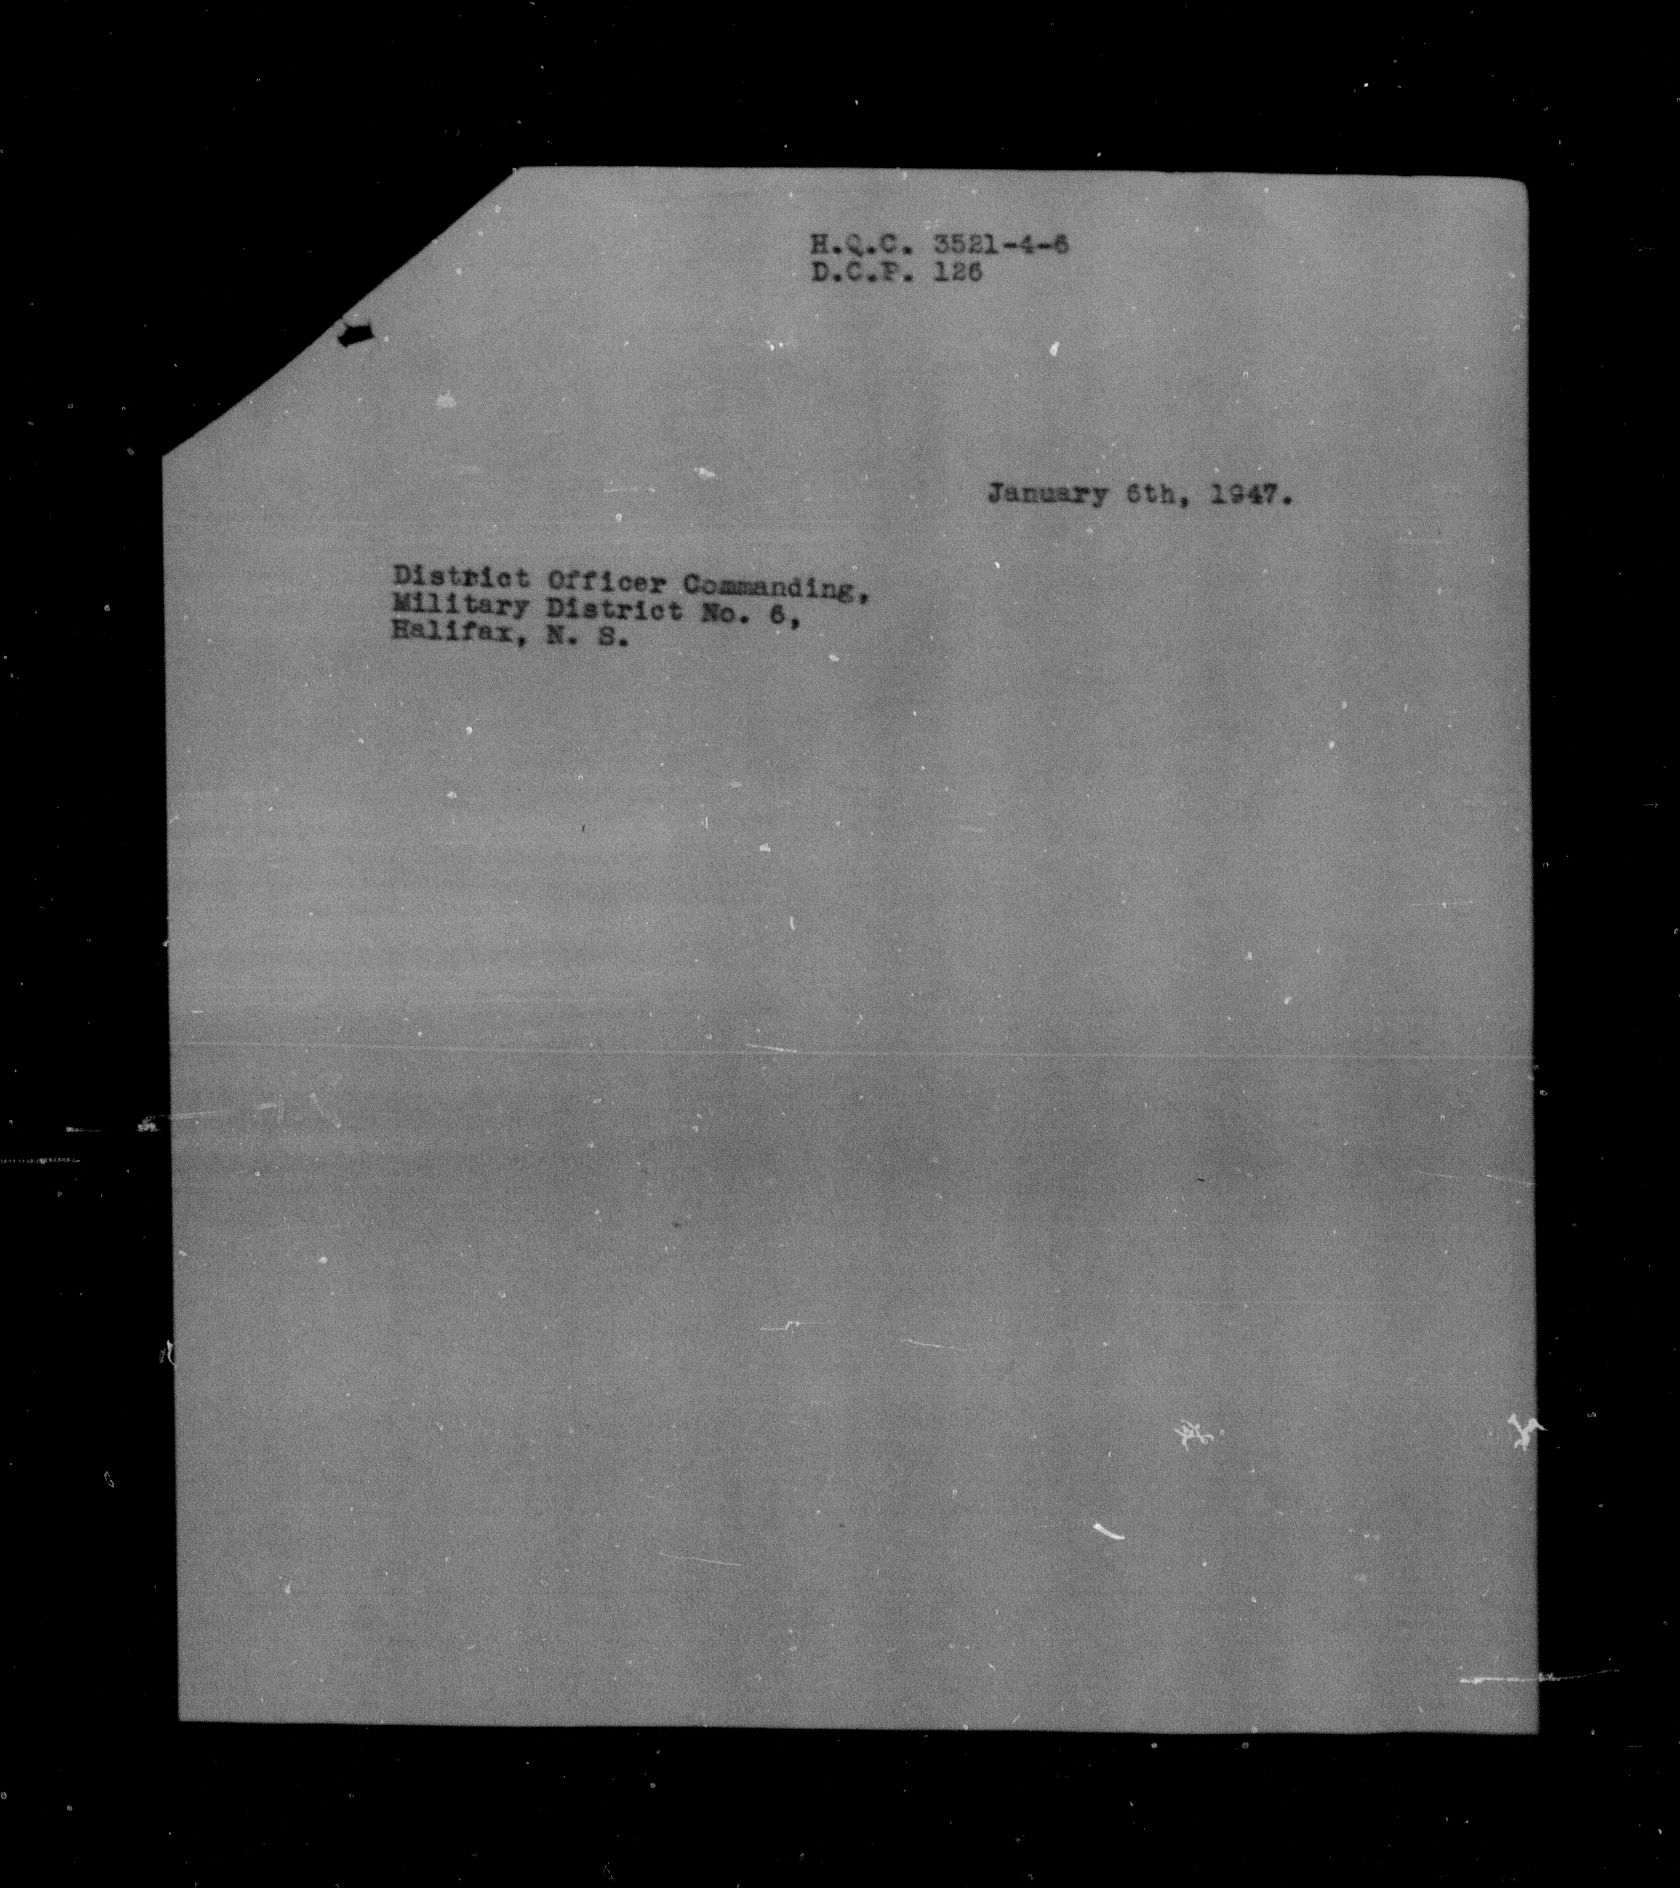 H.Q.C. 3521-4-6
D.C.P. 126
January 6th, 1947.
District Officer Commanding,
Military District No. 6,
Halifax, N. S.